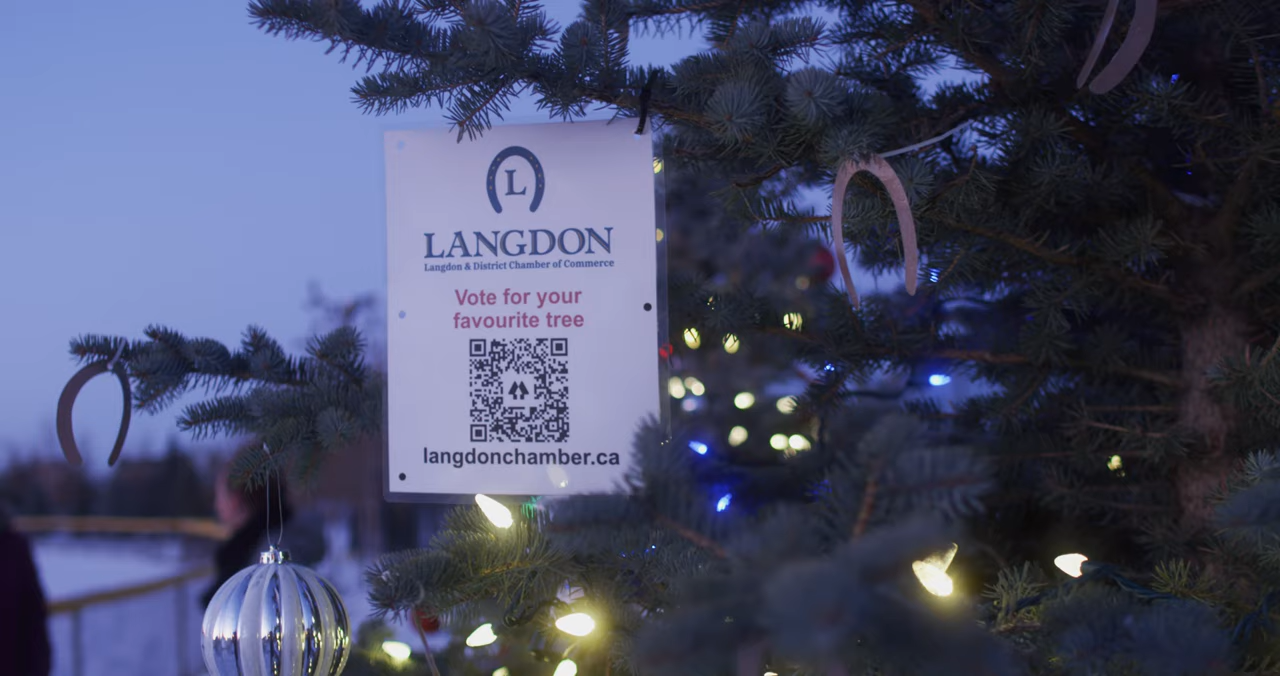 L
LANGDON
Langdon & District Chamber of Commerce
Vote for your
favourite tree
langdonchamber.ca